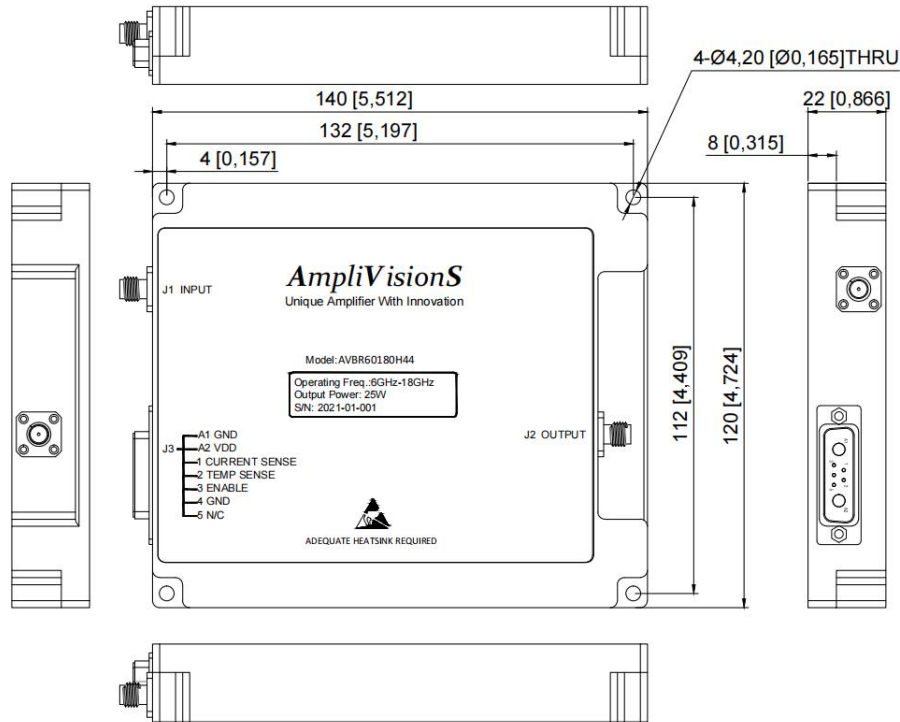 4-Ø4,20 [Ø0,165]THRU
140 [5,512]
22 [0,866]
132 [5,197]
8 [0,315]
4 [0,157]
AmpliVisionS
Unique Amplifier With Innovation
J1 INPUT
Model:AVBR60180H44
Operating Freq.:6GHz-18GHz
Output Power: 25W
S/N: 2021-01-001
112 [4,409]
120 [4,724]
J2 OUTPUT
J3
A1 GND
A2 VDD
1 CURRENT SENSE
2 TEMP SENSE
3 ENABLE
4 GND
5 N/C
ADEQUATE HEATSINK REQUIRED